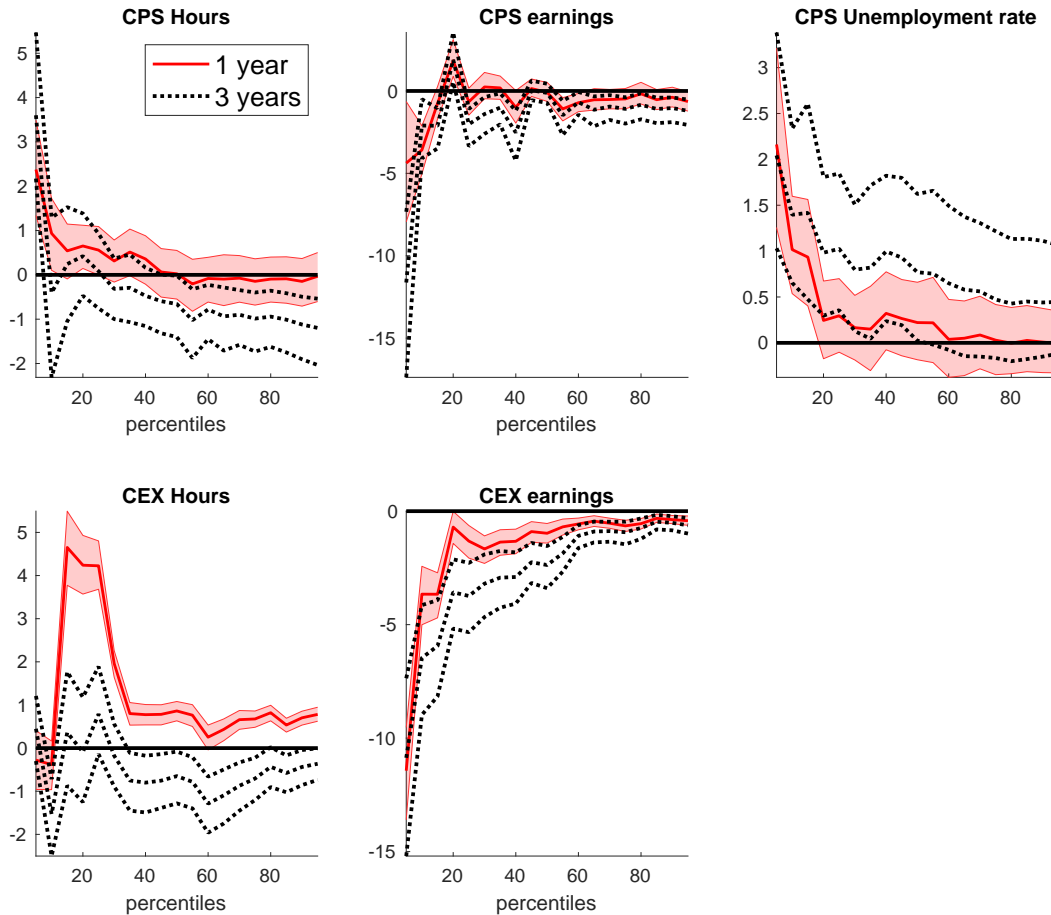 CPS Hours
1 year
3 years
5
4
3
2
1
0
-1
-2
20 40 60 80
percentiles
CPS earnings
0
-5
-10
-15
20 40 60 80
percentiles
CPS Unemployment rate
3
2.5
2
1.5
1
0.5
0
20 40 60 80
CEX Hours
5
4
3
2
1
0
-1
-2
20 40 60 80
percentiles
CEX earnings
0
-5
-10
-15
20 40 60 80
percentiles